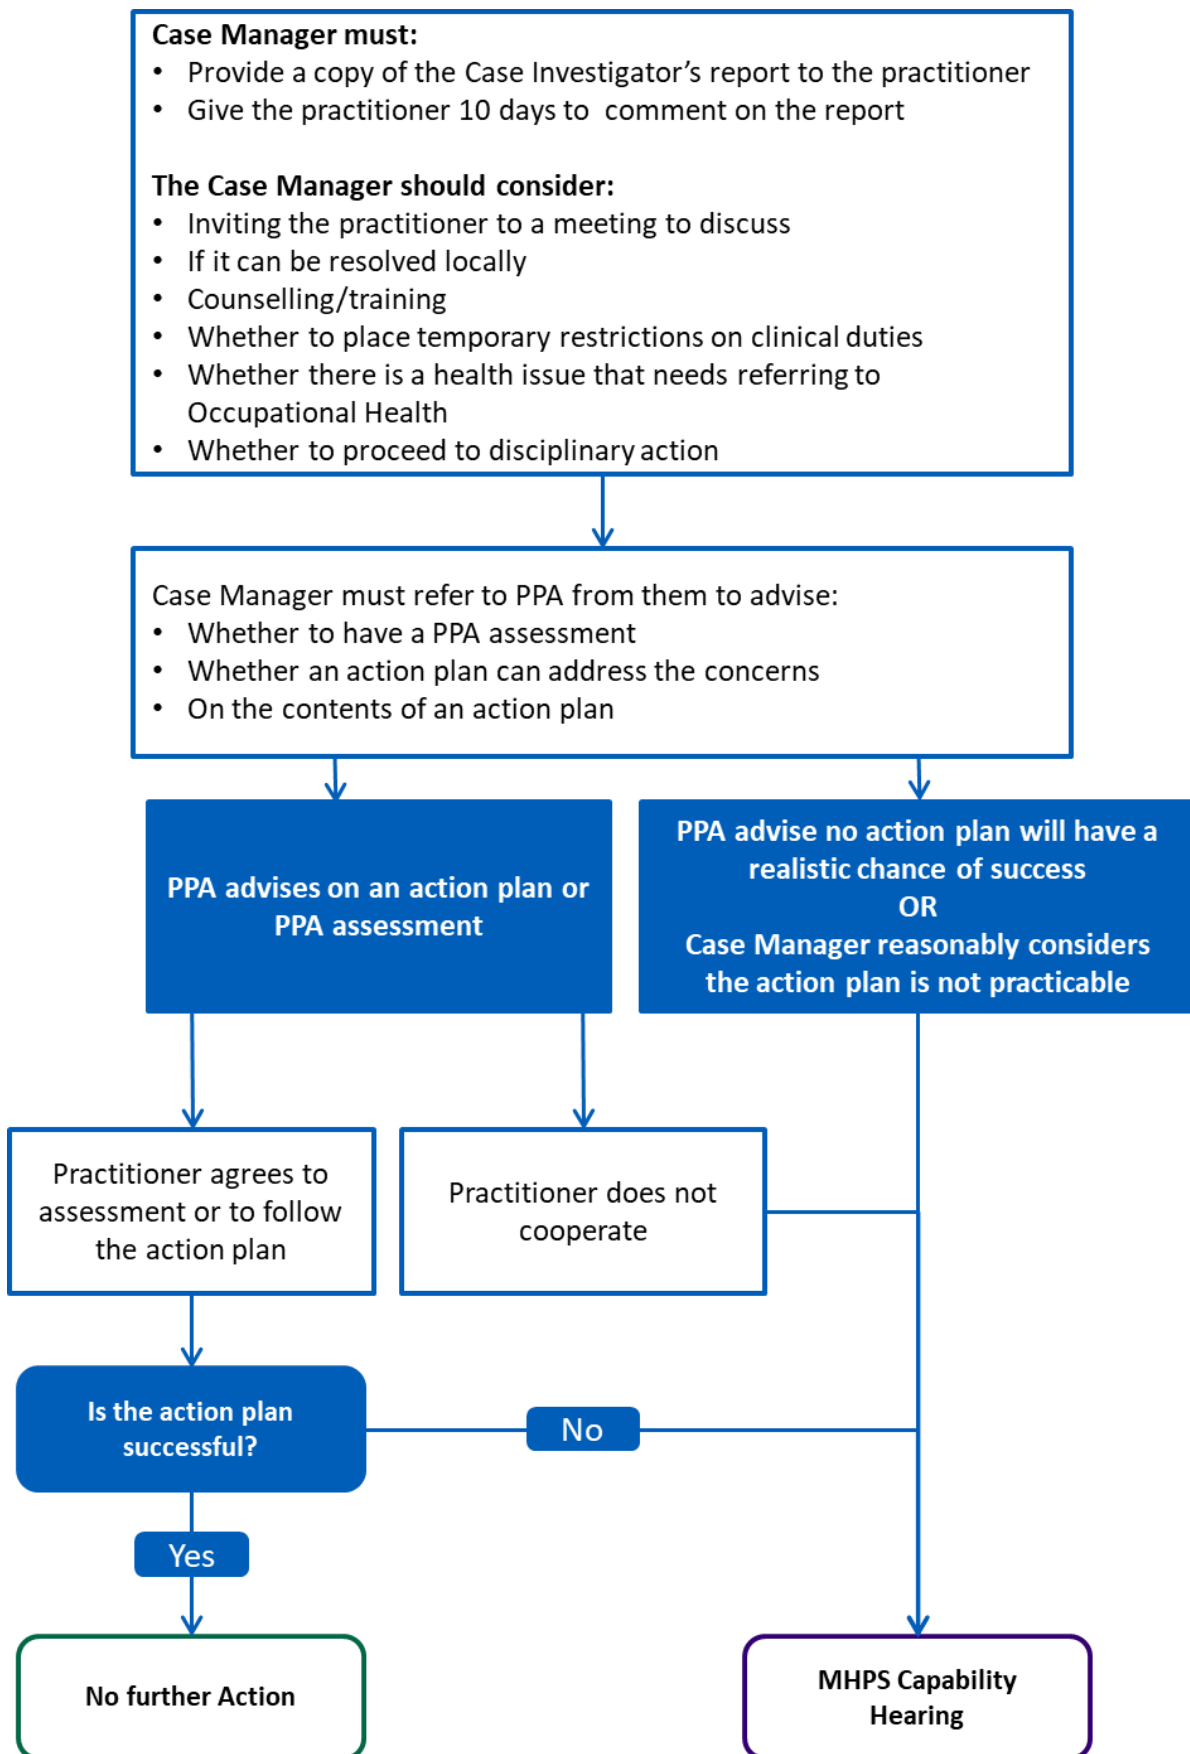 Case Manager must:
• Provide a copy of the Case Investigator's report to the practitioner
• Give the practitioner 10 days to comment on the report
The Case Manager should consider:
• Inviting the practitioner to a meeting to discuss
• If it can be resolved locally
• Counselling/training
• Whether to place temporary restrictions on clinical duties
• Whether there is a health issue that needs referring to
Occupational Health
• Whether to proceed to disciplinary action
Case Manager must refer to PPA from them to advise:
• Whether to have a PPA assessment
• Whether an action plan can address the concerns
• On the contents of an action plan
PPA advises on an action plan or
PPA assessment
PPA advise no action plan will have a
realistic chance of success
OR
Case Manager reasonably considers
the action plan is not practicable
Practitioner agrees to
assessment or to follow
the action plan
Practitioner does not
cooperate
Is the action plan
successful?
No
Yes
No further Action
MHPS Capability
Hearing